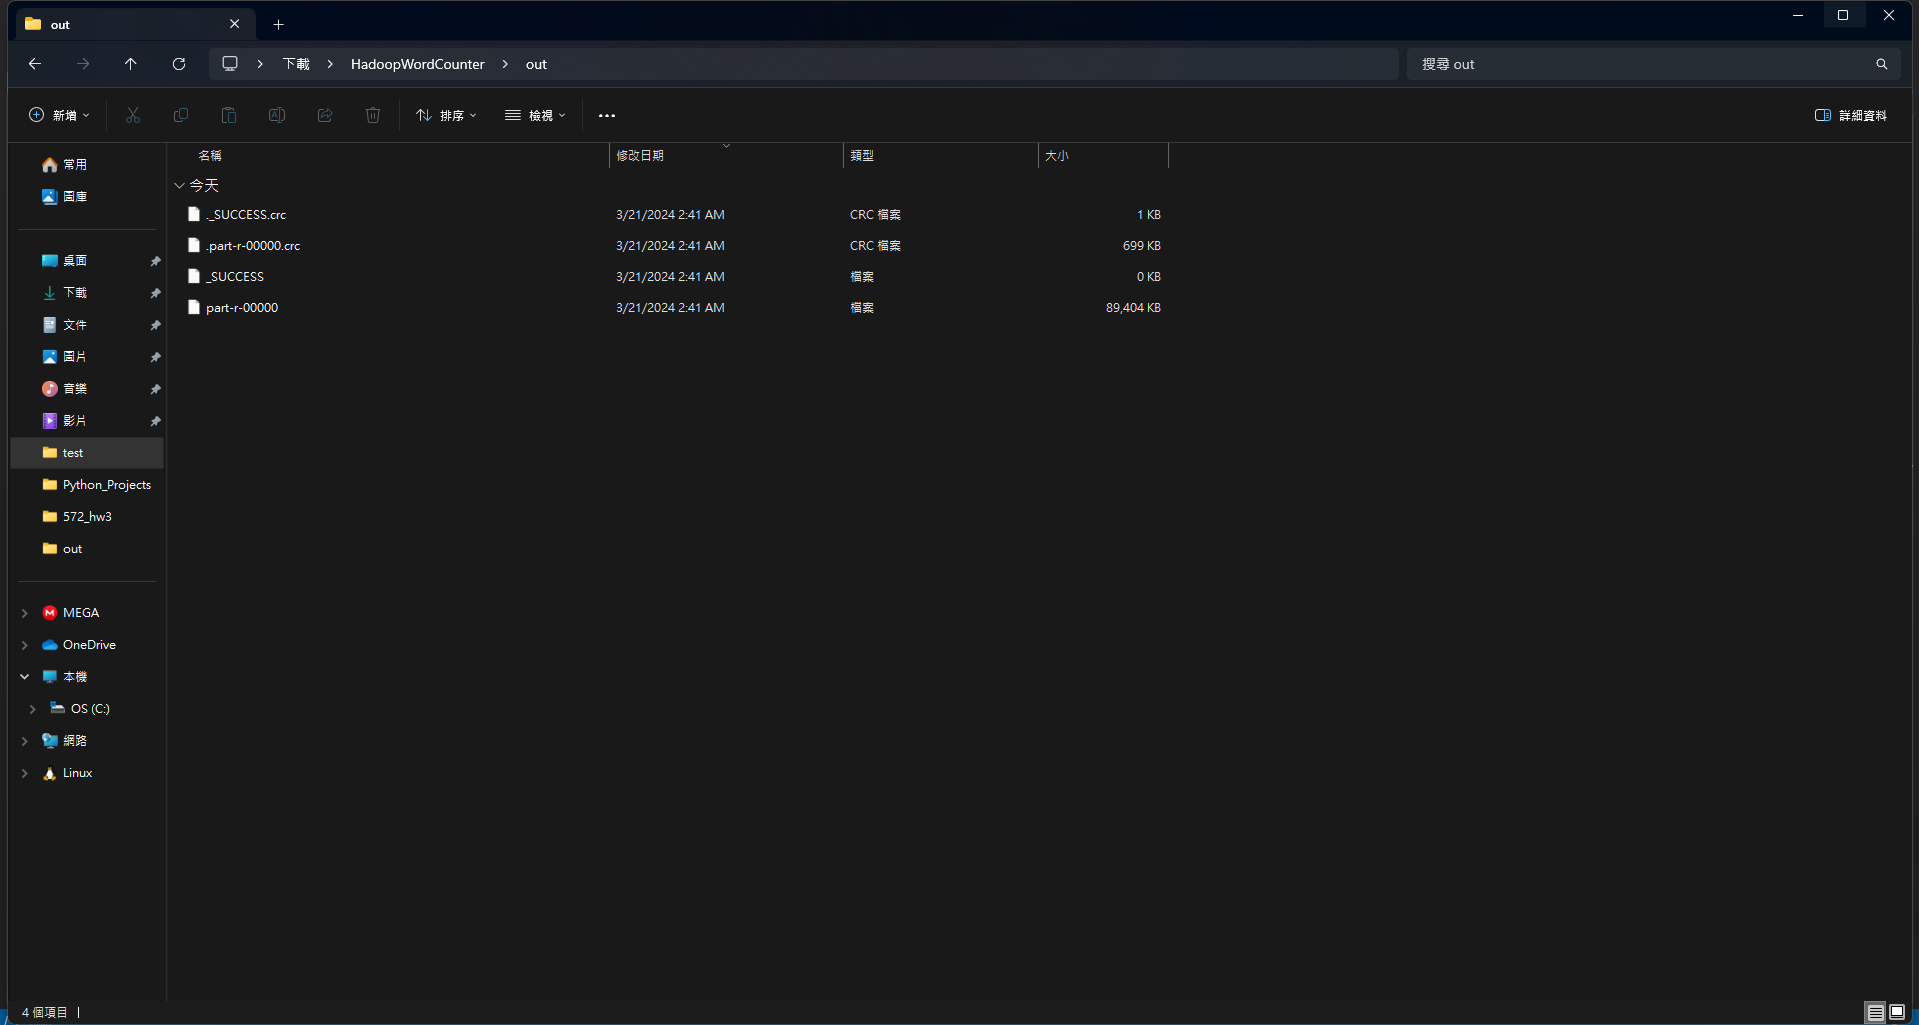 out
下載 HadoopWordCounter out
搜尋 out
新增 排序 檢視 詳細資料
名稱 修改日期 類型 大小
今天
._SUCCESS.crc 3/21/2024 2:41 AM CRC 檔案 1 KB
.part-r-00000.crc 3/21/2024 2:41 AM CRC 檔案 699 KB
_SUCCESS 3/21/2024 2:41 AM 檔案 0 KB
part-r-00000 3/21/2024 2:41 AM 檔案 89,404 KB
常用
圖庫
桌面
下載
文件
圖片
音樂
影片
test
Python_Projects
572_hw3
out
MEGA
OneDrive
本機
OS (C:)
網路
Linux
4 個項目